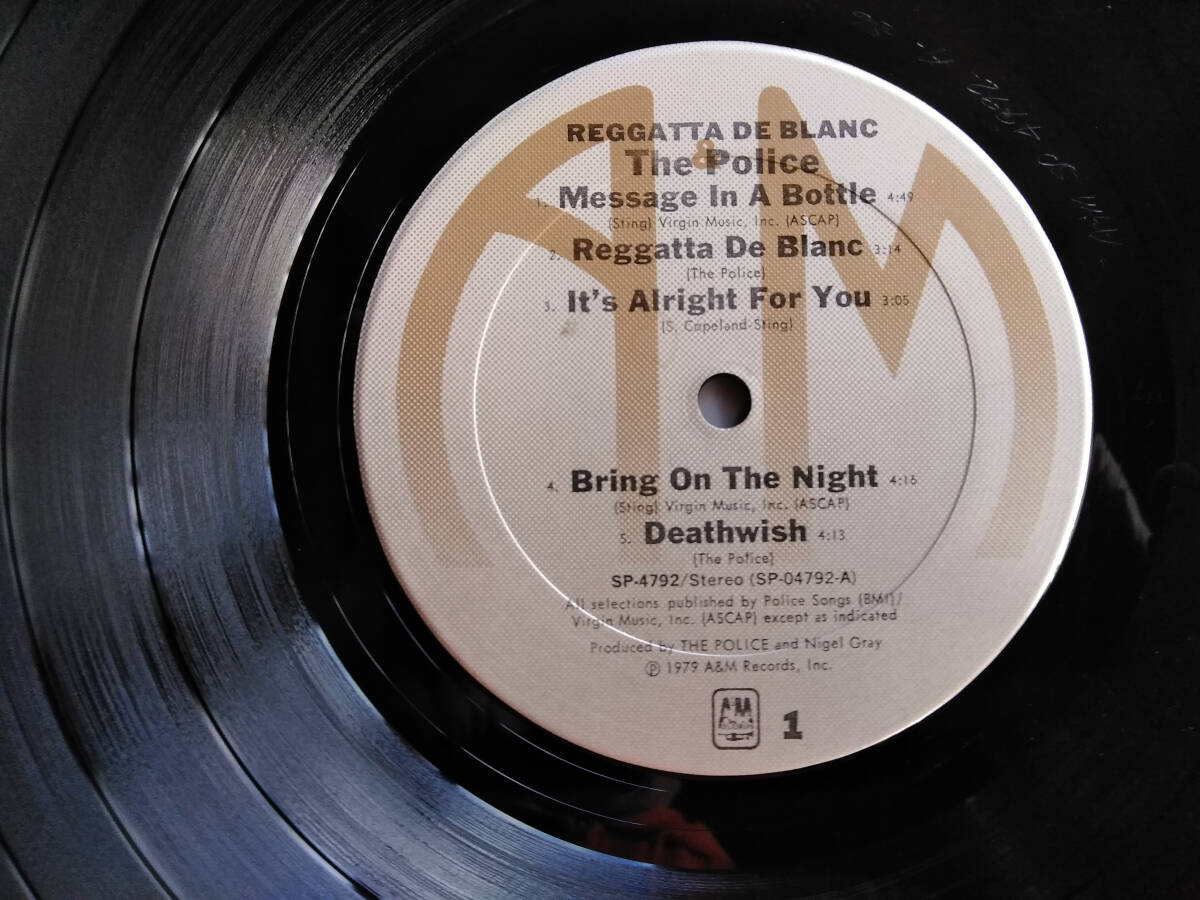 REGGATTA DE BLANC
The Police
1. Message In A Bottle 4:49
(Sting) Virgin Music, Inc. (ASCAP)
2. Reggatta De Blanc 3:14
(The Police)
3. It's Alright For You 3:05
(S. Copeland-Sting)
4. Bring On The Night 4:16
(Sting) Virgin Music, Inc. (ASCAP)
5. Deathwish 4:13
(The Police)
SP-4792/Stereo (SP-04792-A)
All selections published by Police Songs (BMI)/
Virgin Music, Inc. (ASCAP) except as indicated
Produced by THE POLICE and Nigel Gray
℗ 1979 A&M Records, Inc.
A&M
RECORDS
1
A&M